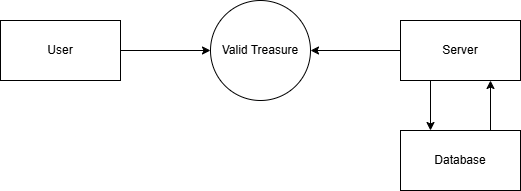 User
Valid Treasure
Server
Database